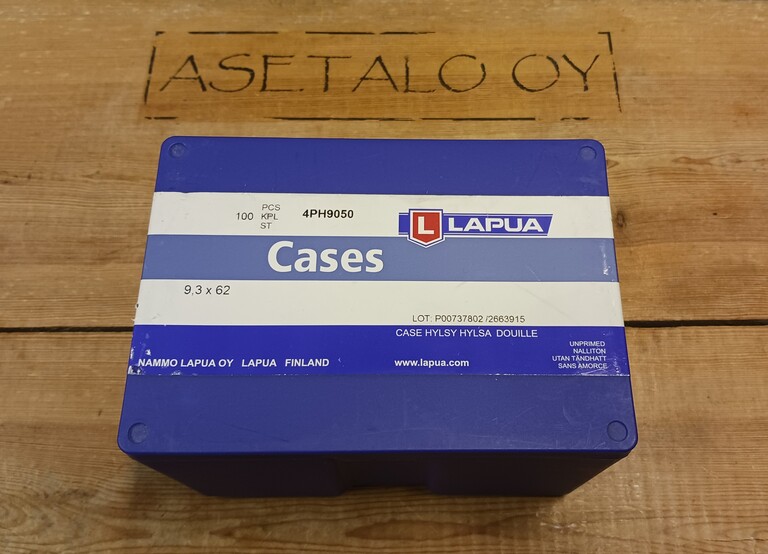 ASETALO OY
100 PCS
KPL
ST
4PH9050
L LAPUA
Cases
9,3 x 62
LOT: P00737802 /2663915
CASE HYLSY HYLSA DOUILLE
UNPRIMED
NALLITON
UTAN TÄNDHATT
SANS AMORCE
NAMMO LAPUA OY LAPUA FINLAND
www.lapua.com